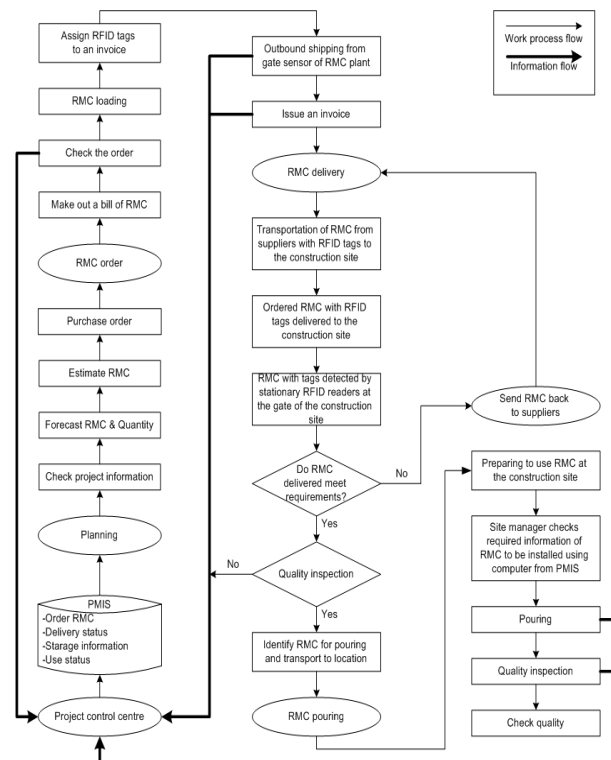 Assign RFID tags
to an invoice
RMC loading
Check the order
Make out a bill of RMC
RMC order
Purchase order
Estimate RMC
Forecast RMC & Quantity
Check project information
Planning
PMIS
-Order RMC
-Delivery status
-Starage information
-Use status
Project control centre
Outbound shipping from
gate sensor of RMC plant
Issue an invoice
RMC delivery
Transportation of RMC from
suppliers with RFID tags to
the construction site
Ordered RMC with RFID
tags delivered to the
construction site
RMC with tags detected by
stationary RFID readers at
the gate of the construction
site
Do RMC
delivered meet
requirements?
No
Yes
Quality inspection
No
Yes
Identify RMC for pouring
and transport to location
RMC pouring
Work process flow
Information flow
Send RMC back
to suppliers
Preparing to use RMC at
the construction site
Site manager checks
required information of
RMC to be installed using
computer from PMIS
Pouring
Quality inspection
Check quality